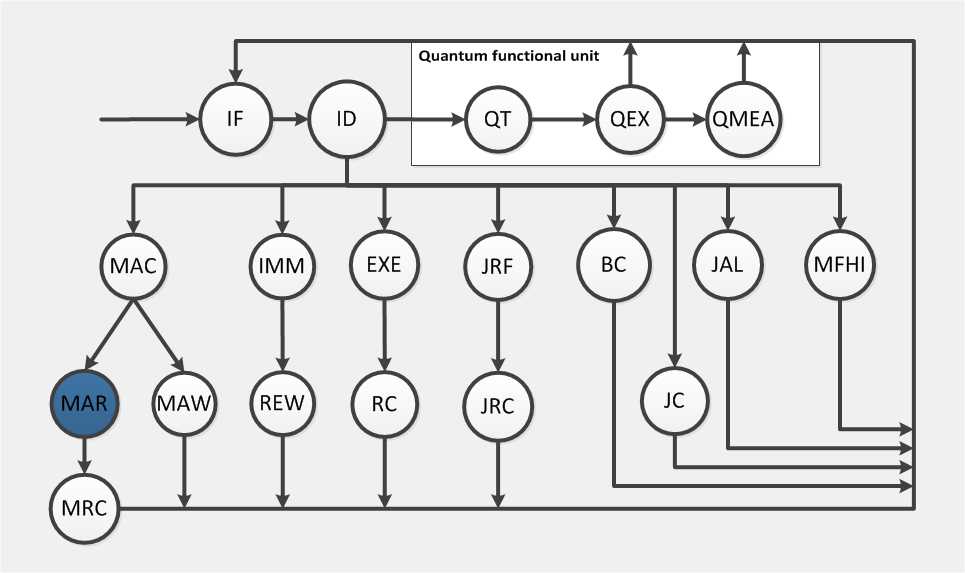 Quantum functional unit
IF
ID
QT
QEX
QMEA
MAC
IMM
EXE
JRF
BC
JAL
MFHI
MAR
MAW
REW
RC
JRC
JC
MRC